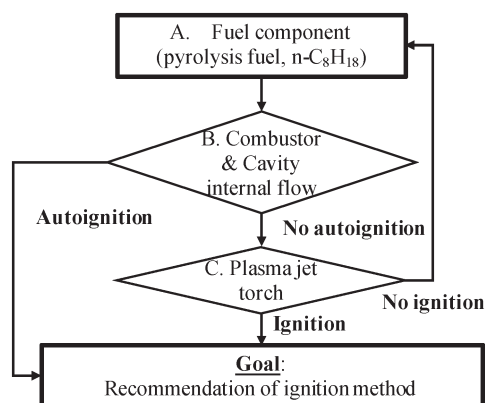 A. Fuel component
(pyrolysis fuel, n-C₈H₁₈)
B. Combustor
& Cavity
internal flow
Autoignition
No autoignition
C. Plasma jet
torch
No ignition
Ignition
Goal:
Recommendation of ignition method